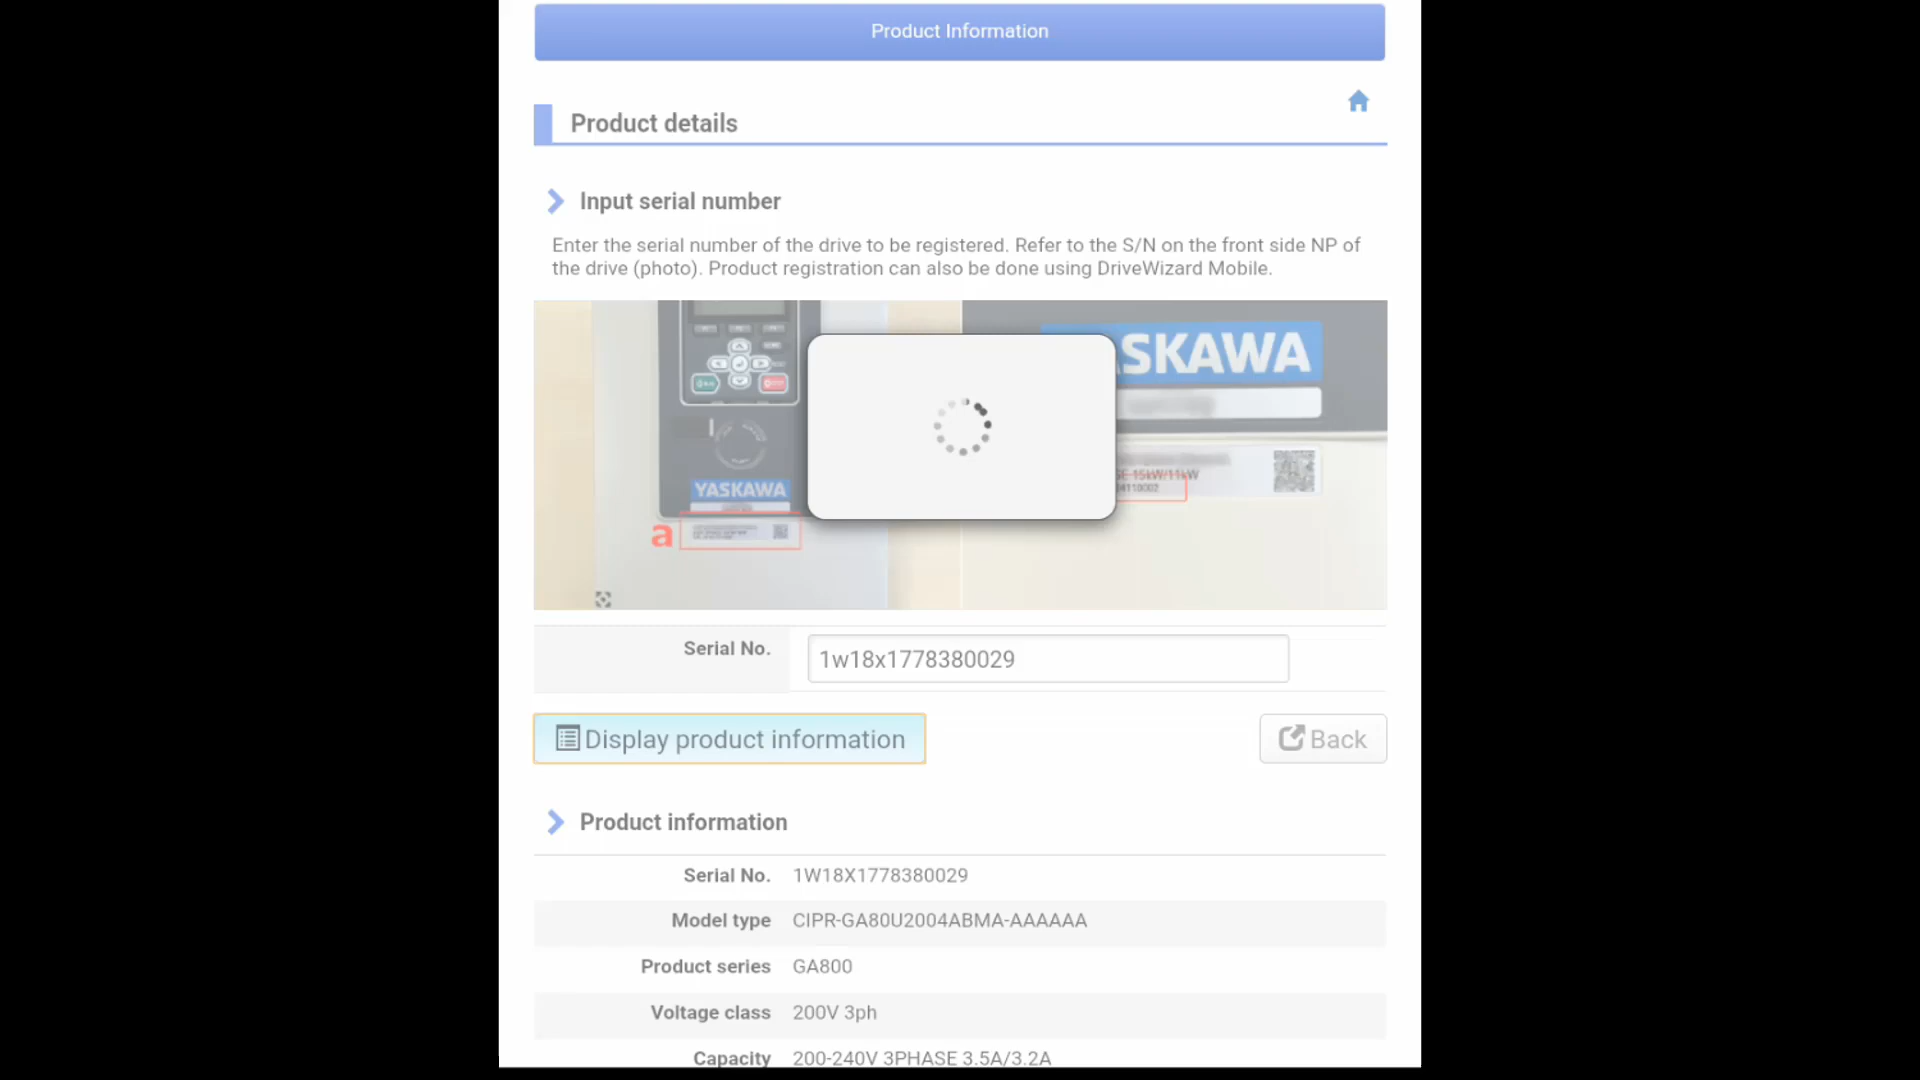 Product Information
Product details
Input serial number
Enter the serial number of the drive to be registered. Refer to the S/N on the front side NP of
the drive (photo). Product registration can also be done using DriveWizard Mobile.
SKAWA
YASKAWA
a
15kW/11kW
Serial No.
1w18x1778380029
Display product information
Back
Product information
Serial No. 1W18X1778380029
Model type CIPR-GA80U2004ABMA-AAAAAA
Product series GA800
Voltage class 200V 3ph
Capacity 200-240V 3PHASE 3.5A/3.2A